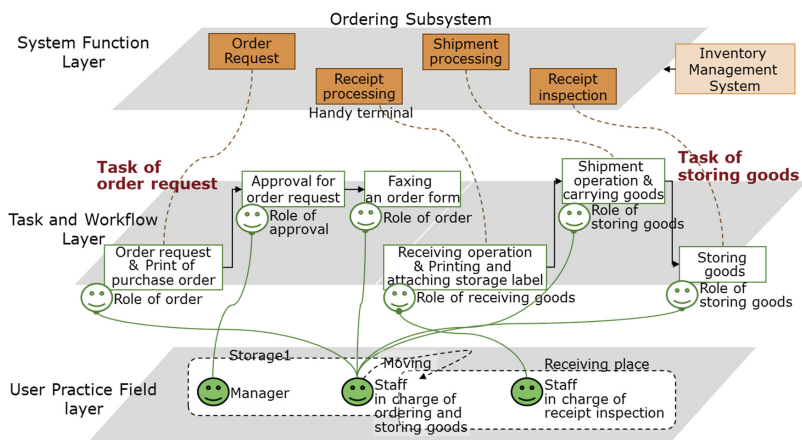 Ordering Subsystem
System Function
Layer
Order
Request
Shipment
processing
Receipt
processing
Receipt
inspection
Inventory
Management
System
Handy terminal
Task of
order request
Task of
storing goods
Approval for
order request
Faxing
an order form
Shipment
operation &
carrying goods
Role of
approval
Role of order
Role of
storing goods
Task and Workflow
Layer
Order request
& Print of
purchase order
Receiving operation
& Printing and
attaching storage label
Storing
goods
Role of order
Role of receiving goods
Role of
storing goods
User Practice Field
layer
Storage1
Moving
Receiving place
Manager
Staff
in charge of
ordering and
storing goods
Staff
in charge of
receipt inspection